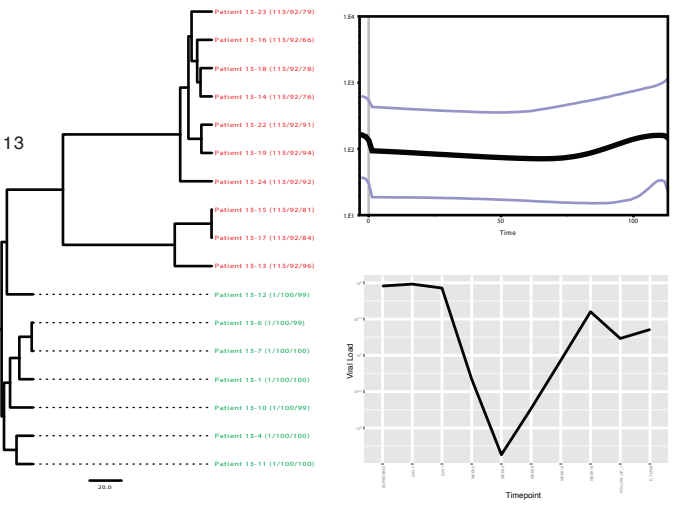 Patient 13-23 (113/92/79)
Patient 13-16 (113/92/66)
Patient 13-18 (113/92/78)
Patient 13-14 (113/92/76)
Patient 13-22 (113/92/91)
13
Patient 13-19 (113/92/94)
Patient 13-24 (113/92/92)
Patient 13-15 (113/92/81)
Patient 13-17 (113/92/84)
Patient 13-13 (113/92/96)
Patient 13-12 (1/100/99)
Patient 13-6 (1/100/99)
Patient 13-7 (1/100/100)
Patient 13-1 (1/100/100)
Patient 13-10 (1/100/99)
Patient 13-4 (1/100/100)
Patient 13-11 (1/100/100)
20.0
1.E4
1.E3
1.E2
1.E1
0 50 100
Time
Viral Load
SCREENING
Timepoint